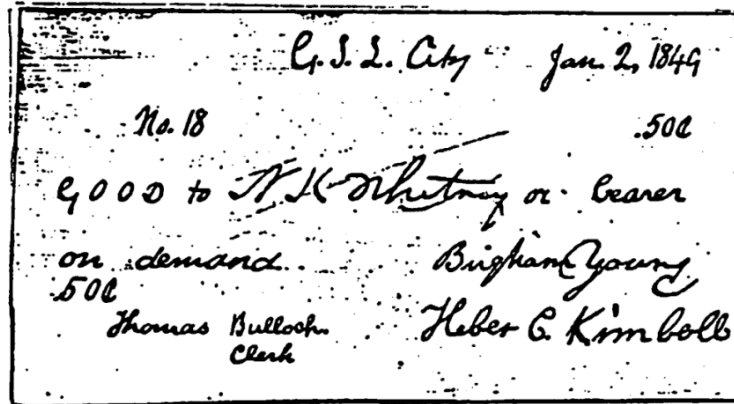 G. S. L. City Jan. 2, 1849
No. 18 .50¢
GOOD to N K Whitney or bearer
on demand. Brigham Young
.50¢
Thomas Bullock Heber C. Kimball
Clerk